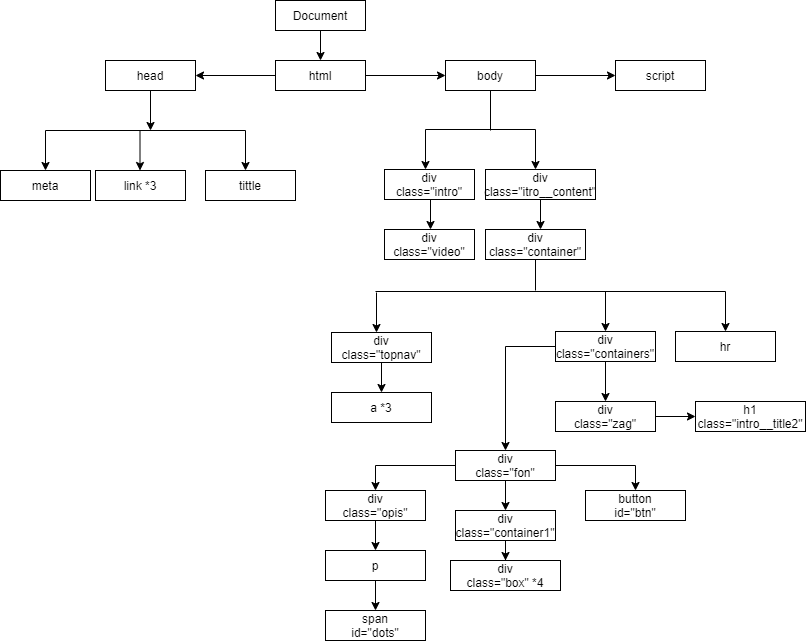 Document
head
html
body
script
meta
link *3
tittle
div
class="intro"
div
class="itro__content"
div
class="video"
div
class="container"
div
class="topnav"
div
class="containers"
hr
a *3
div
class="zag"
h1
class="intro__title2"
div
class="fon"
div
class="opis"
div
class="container1"
button
id="btn"
p
div
class="box" *4
span
id="dots"